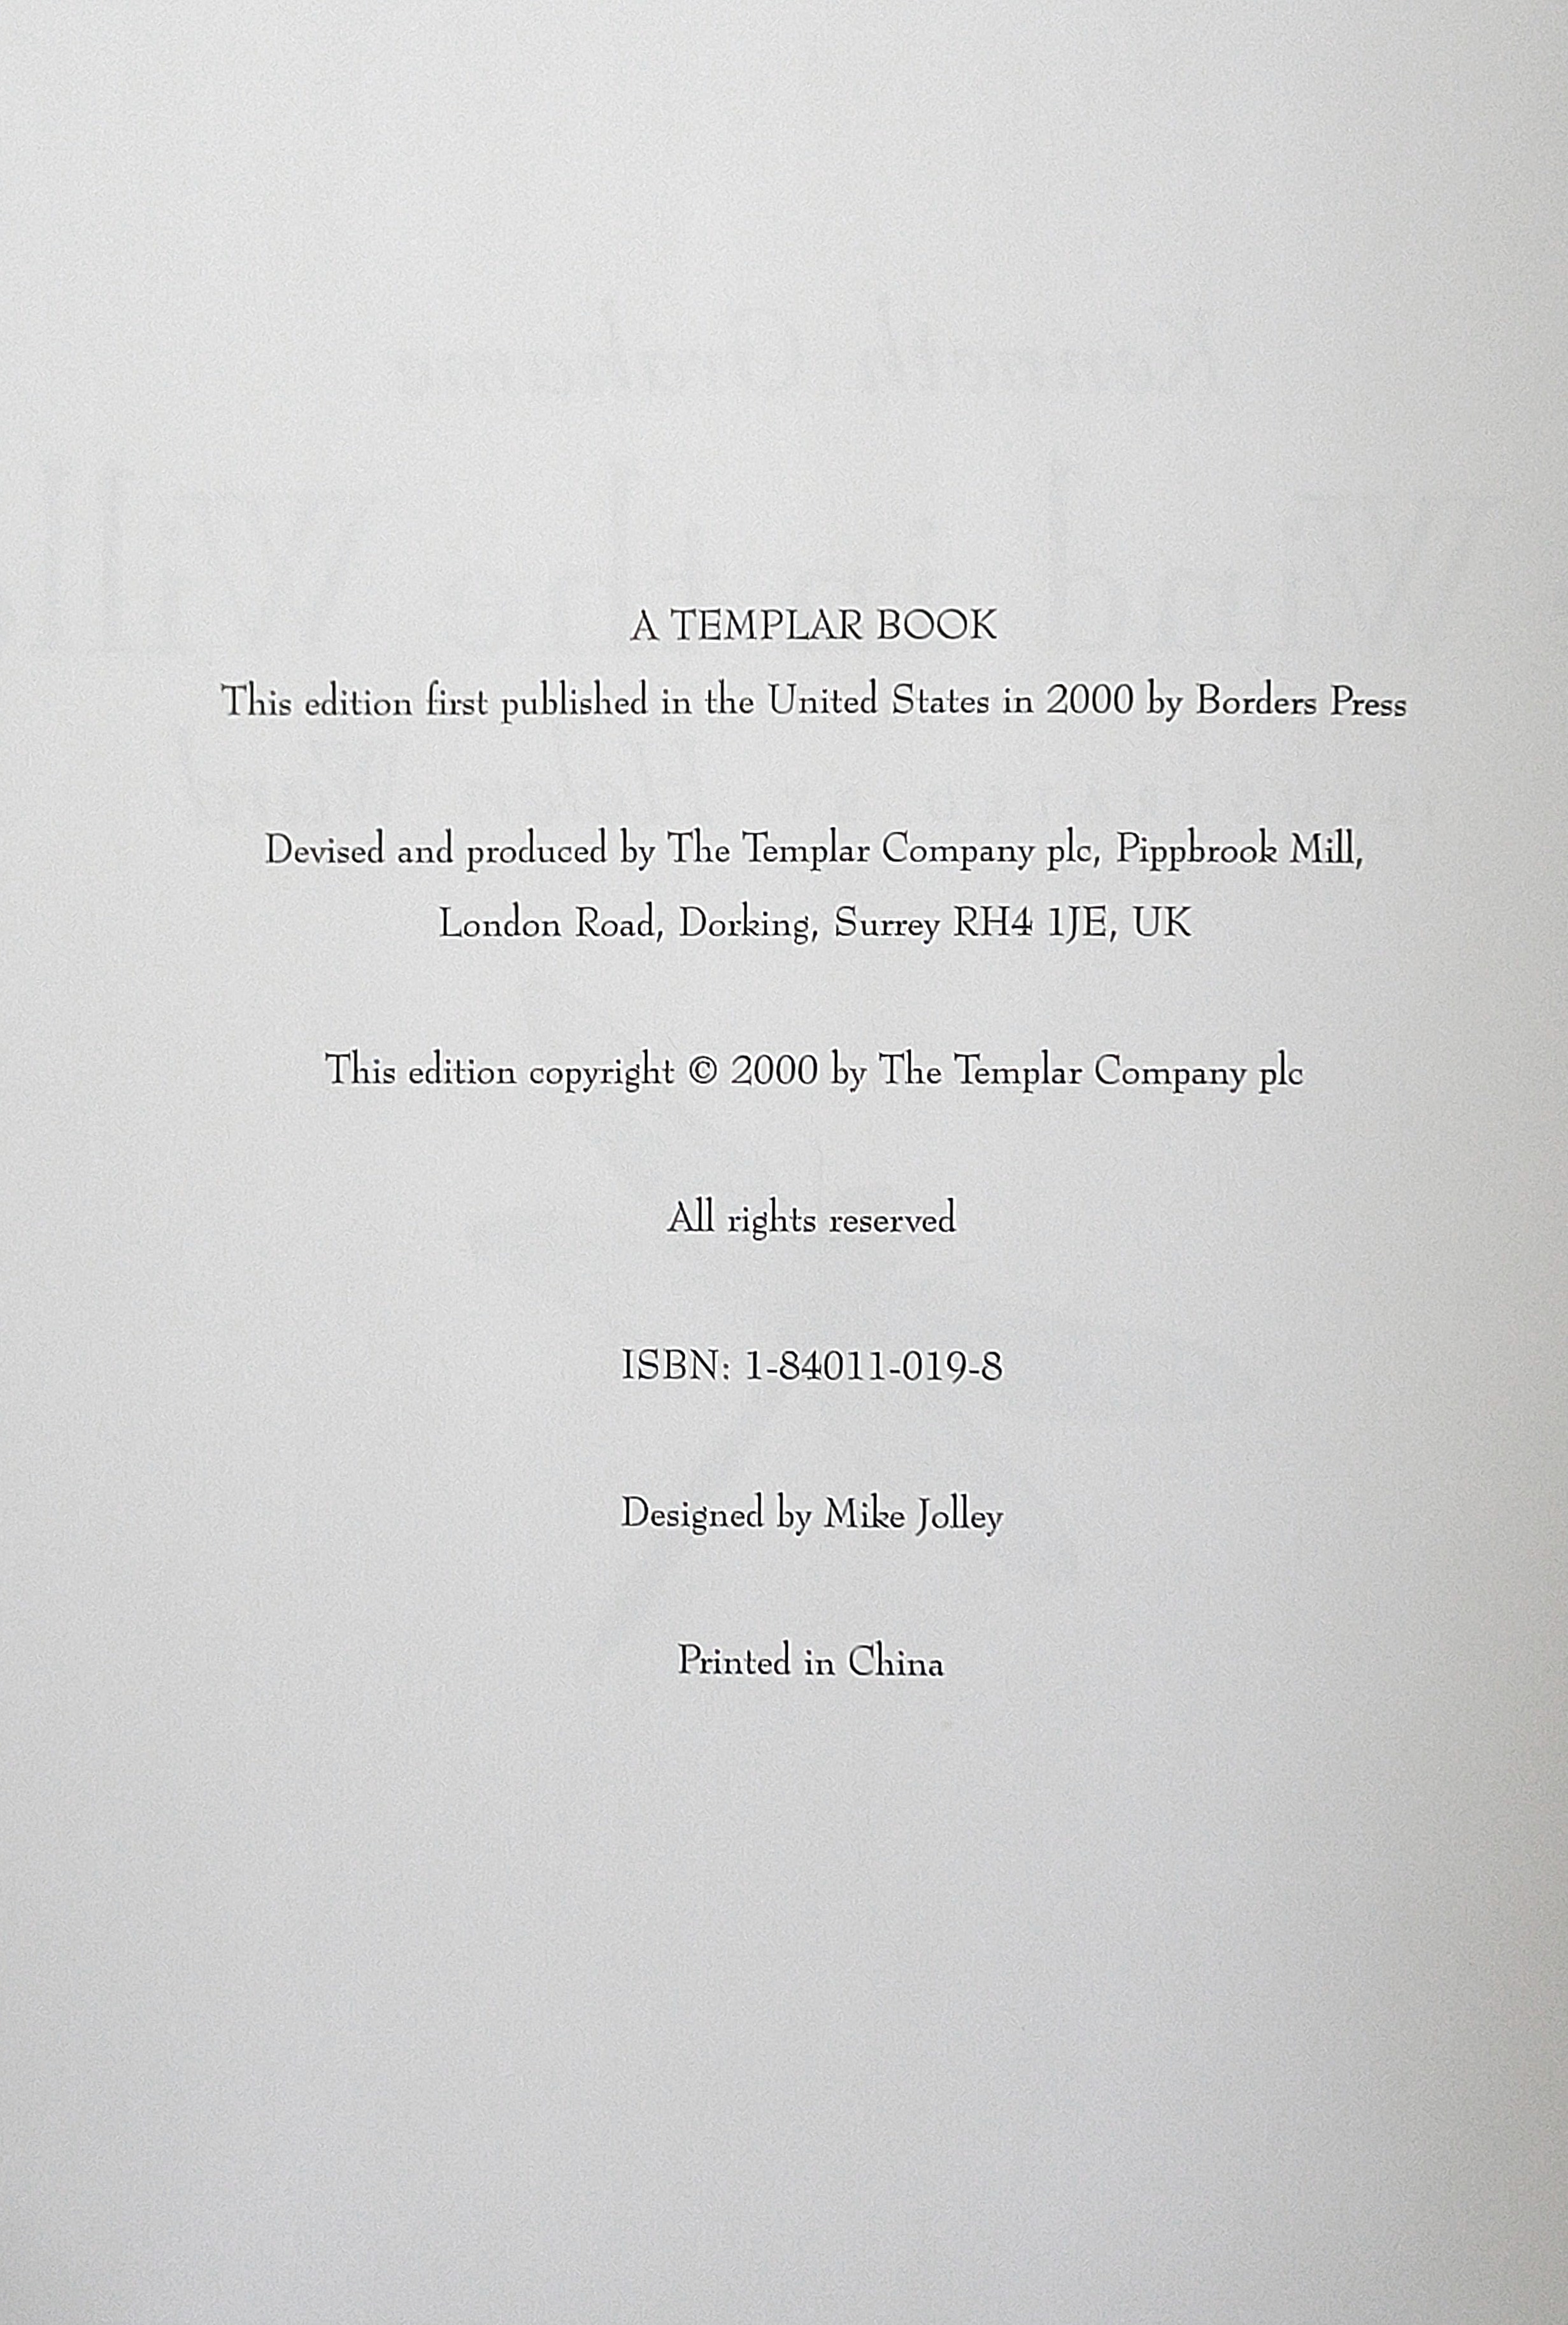 A TEMPLAR BOOK
This edition first published in the United States in 2000 by Borders Press
Devised and produced by The Templar Company plc, Pippbrook Mill,
London Road, Dorking, Surrey RH4 1JE, UK
This edition copyright © 2000 by The Templar Company plc
All rights reserved
ISBN: 1-84011-019-8
Designed by Mike Jolley
Printed in China